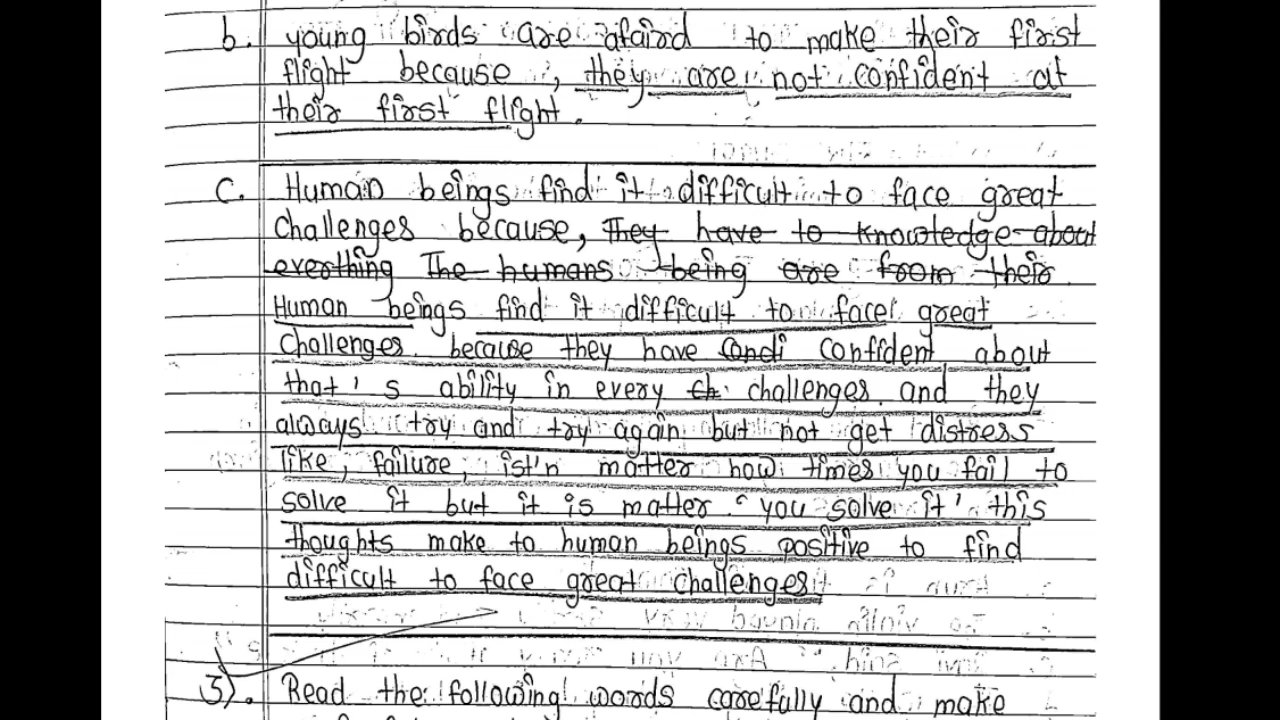 b. young birds are afaird to make their first
flight because, they are not confident at
their first flight.
c. Human beings find it difficult to face great
challenges because, They have to knowledge about
everthing The humans being are from their
Human beings find it difficult to face great
challenges because they have condi confident about
that's ability in every ch challenges and they
always try and try again but not get distress
like, failure, ist'n matter how times you fail to
solve it but it is matter "you solve it' this
thoughts make to human beings positive to find
difficult to face great challenges.
3). Read the following words carefully and make